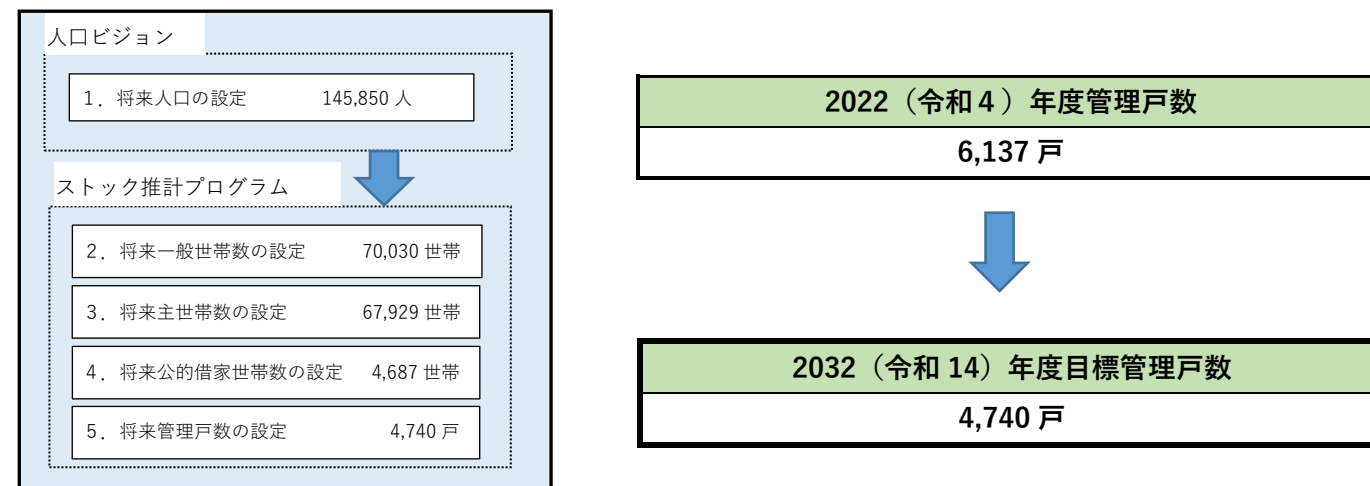 人口ビジョン
1．将来人口の設定 145,850 人
ストック推計プログラム
2．将来一般世帯数の設定 70,030 世帯
3．将来主世帯数の設定 67,929 世帯
4．将来公的借家世帯数の設定 4,687 世帯
5．将来管理戸数の設定 4,740 戸
2022（令和４）年度管理戸数
6,137 戸
2032（令和 14）年度目標管理戸数
4,740 戸